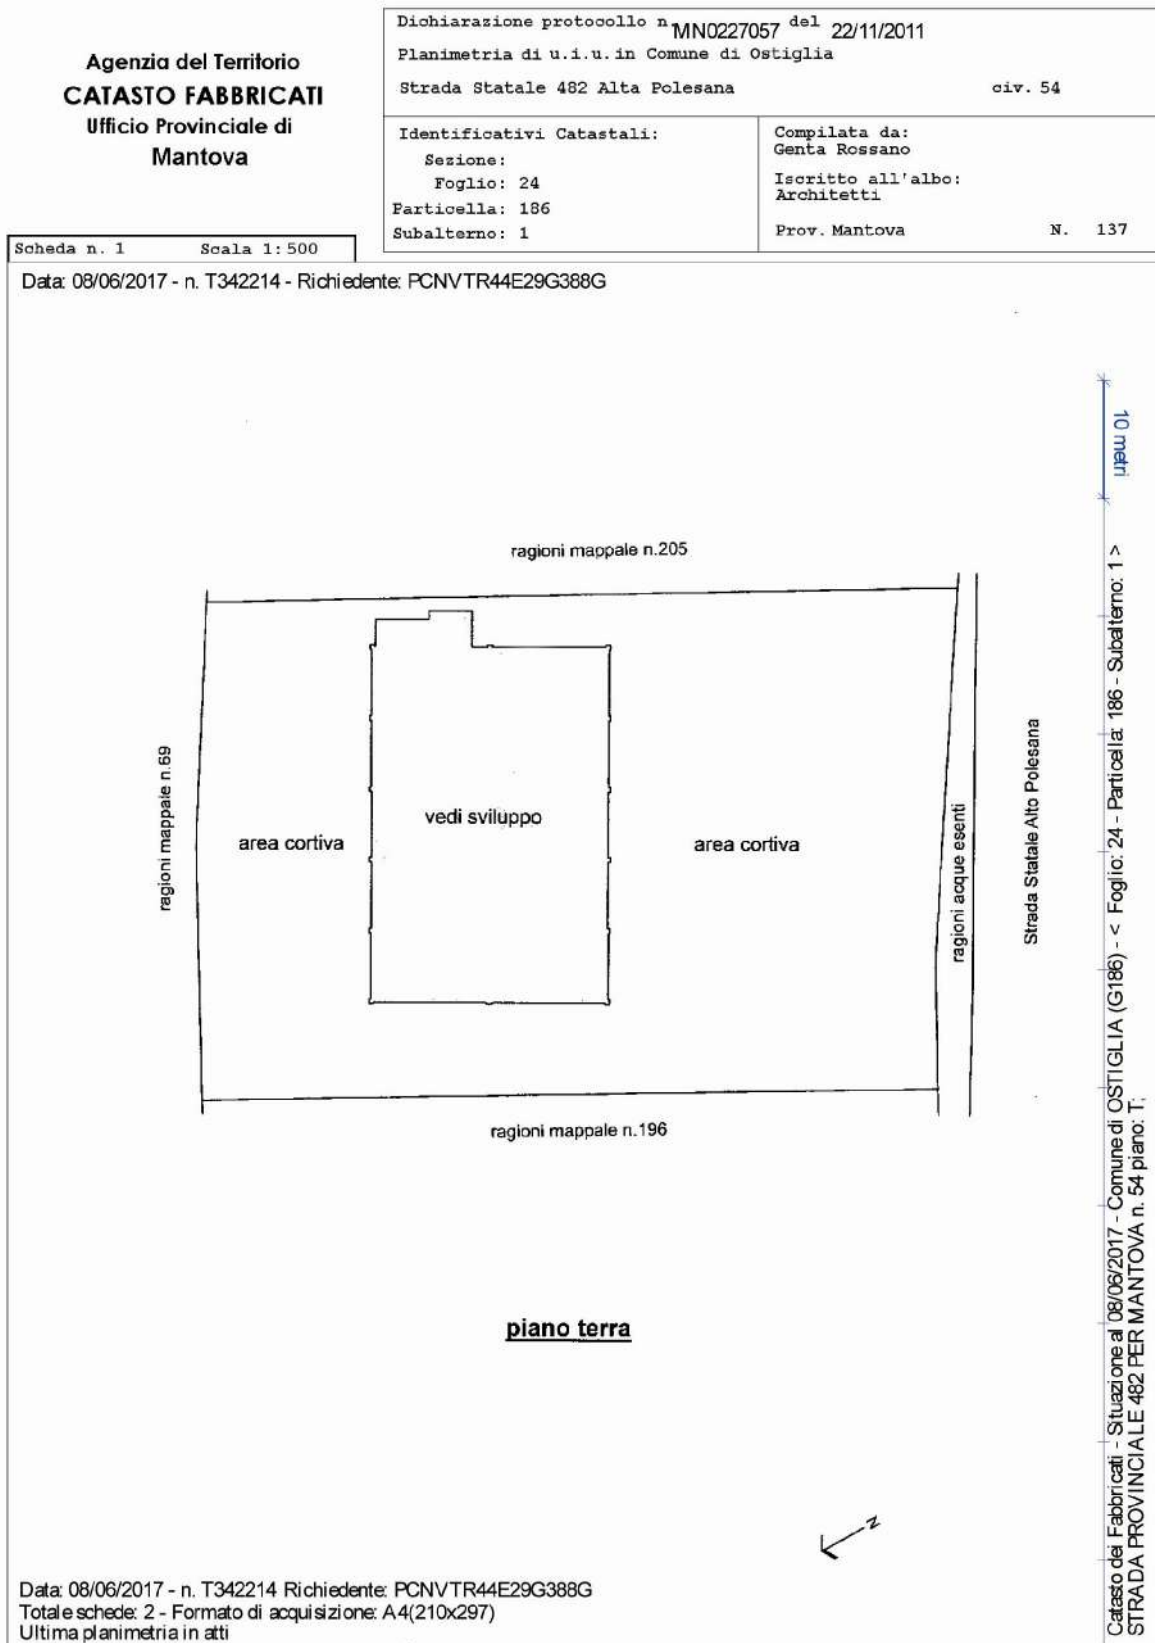 Agenzia del Territorio
CATASTO FABBRICATI
Ufficio Provinciale di
Mantova
Dichiarazione protocollo n. MN0227057 del 22/11/2011
Planimetria di u.i.u. in Comune di Ostiglia
Strada Statale 482 Alta Polesana civ. 54
Identificativi Catastali:
Sezione:
Foglio: 24
Particella: 186
Subalterno: 1
Compilata da:
Genta Rossano
Iscritto all'albo:
Architetti
Prov. Mantova N. 137
Scheda n. 1 Scala 1:500
Data: 08/06/2017 - n. T342214 - Richiedente: PCNVTR44E29G388G
10 metri
ragioni mappale n.205
ragioni mappale n.69
area cortiva
vedi sviluppo
area cortiva
ragioni acque esenti
Strada Statale Alto Polesana
ragioni mappale n.196
piano terra
N
Catasto dei Fabbricati - Situazione al 08/06/2017 - Comune di OSTIGLIA (G186) - < Foglio: 24 - Particella: 186 - Subalterno: 1 >
STRADA PROVINCIALE 482 PER MANTOVA n. 54 piano: T;
Data: 08/06/2017 - n. T342214 Richiedente: PCNVTR44E29G388G
Totale schede: 2 - Formato di acquisizione: A4(210x297)
Ultima planimetria in atti